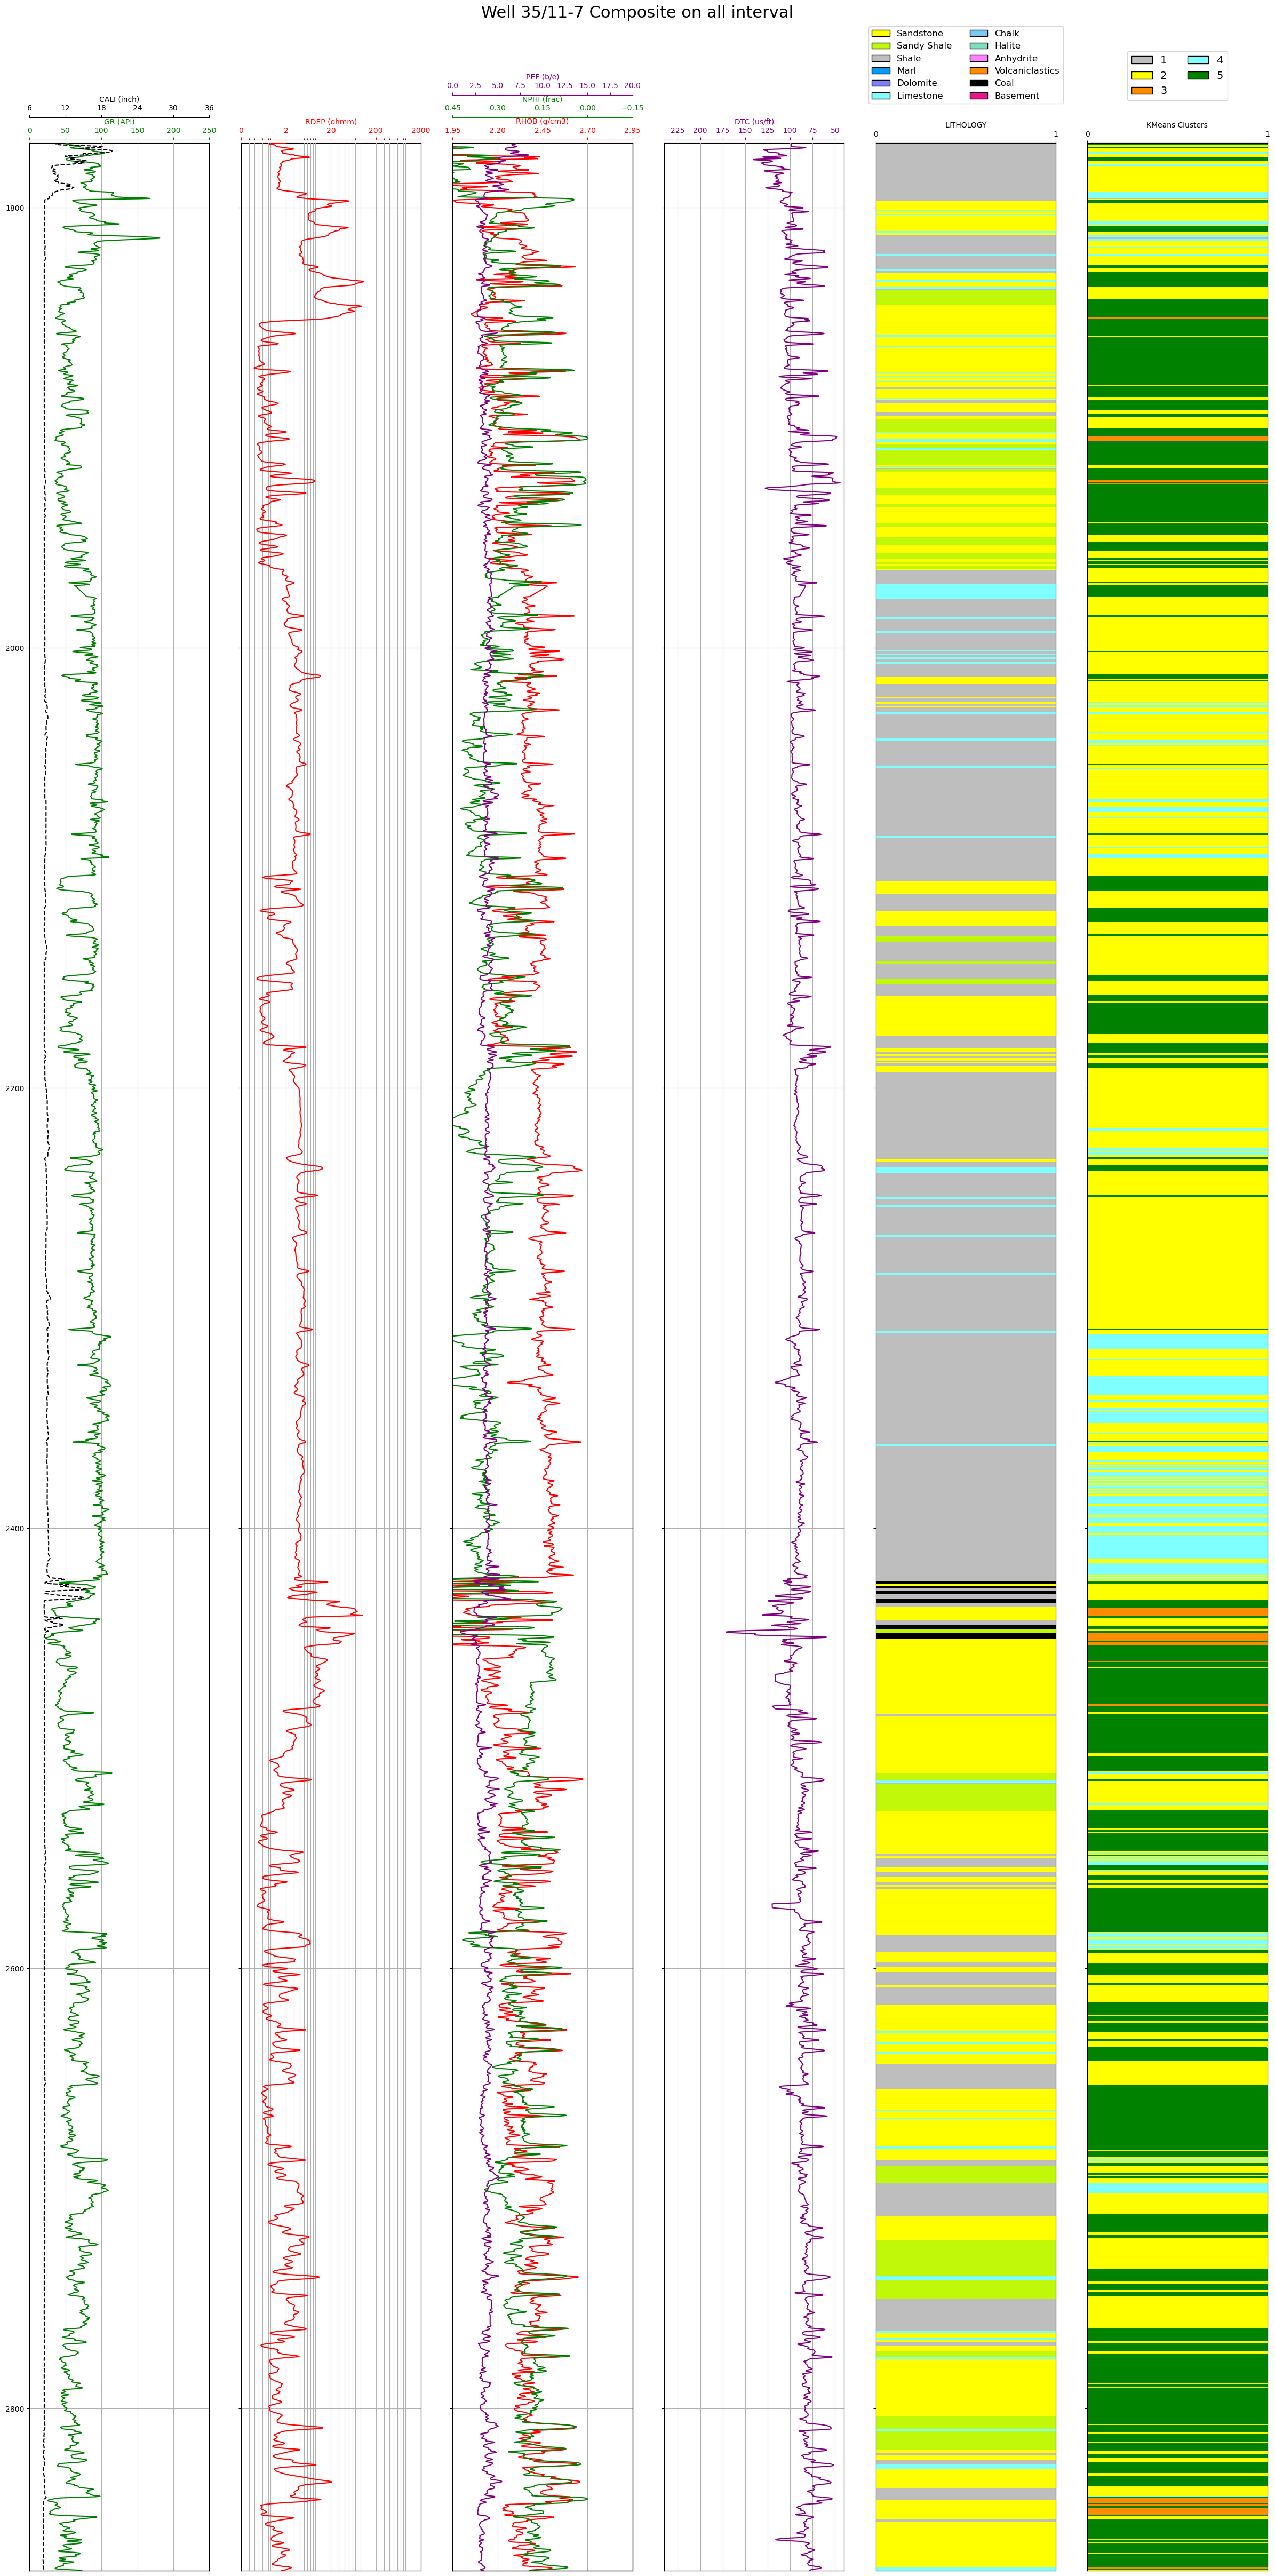 Well 35/11-7 Composite on all interval
Sandstone Chalk
Sandy Shale Halite
Shale Anhydrite
Marl Volcaniclastics
Dolomite Coal
Limestone Basement
1 4
2 5
3
PEF (b/e)
0.0 2.5 5.0 7.5 10.0 12.5 15.0 17.5 20.0
CALI (inch)
6 12 18 24 30 36
NPHI (frac)
0.45 0.30 0.15 0.00 −0.15
GR (API)
0 50 100 150 200 250
RDEP (ohmm)
0 2 20 200 2000
RHOB (g/cm3)
1.95 2.20 2.45 2.70 2.95
DTC (us/ft)
225 200 175 150 125 100 75 50
LITHOLOGY
0 1
KMeans Clusters
0 1
1800
2000
2200
2400
2600
2800